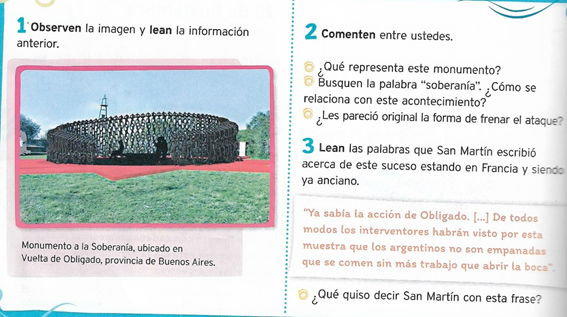 1 Observen la imagen y lean la información
anterior.
Monumento a la Soberanía, ubicado en
Vuelta de Obligado, provincia de Buenos Aires.
2 Comenten entre ustedes.
¿Qué representa este monumento?
Busquen la palabra "soberanía". ¿Cómo se
relaciona con este acontecimiento?
¿Les pareció original la forma de frenar el ataque?
3 Lean las palabras que San Martín escribió
acerca de este suceso estando en Francia y siendo
ya anciano.
"Ya sabía la acción de Obligado. [...] De todos
modos los interventores habrán visto por esta
muestra que los argentinos no son empanadas
que se comen sin más trabajo que abrir la boca".
¿Qué quiso decir San Martín con esta frase?